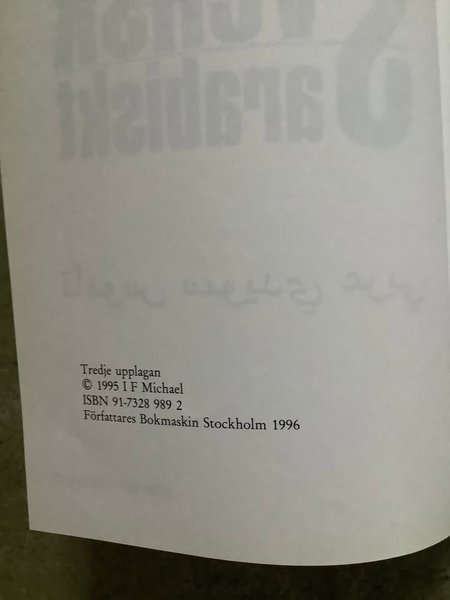 Tredje upplagan
© 1995 I F Michael
ISBN 91-7328 989 2
Författares Bokmaskin Stockholm 1996